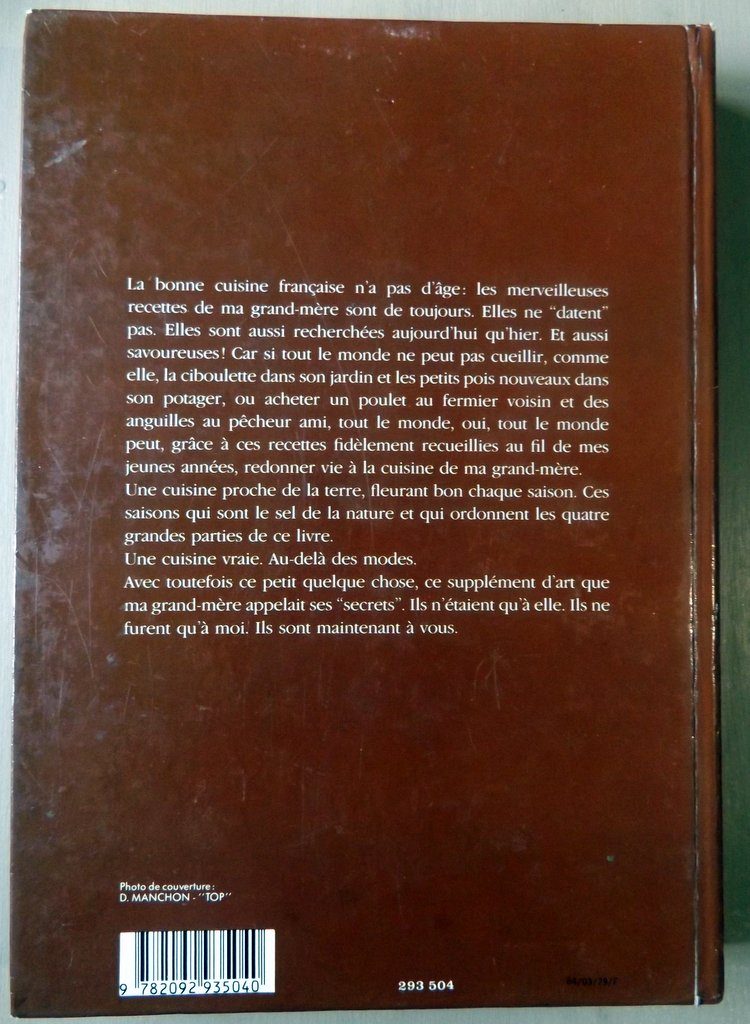 La bonne cuisine française n'a pas d'âge: les merveilleuses
recettes de ma grand-mère sont de toujours. Elles ne "datent"
pas. Elles sont aussi recherchées aujourd'hui qu'hier. Et aussi
savoureuses! Car si tout le monde ne peut pas cueillir, comme
elle, la ciboulette dans son jardin et les petits pois nouveaux dans
son potager, ou acheter un poulet au fermier voisin et des
anguilles au pêcheur ami, tout le monde, oui, tout le monde
peut, grâce à ces recettes fidèlement recueillies au fil de mes
jeunes années, redonner vie à la cuisine de ma grand-mère.
Une cuisine proche de la terre, fleurant bon chaque saison. Ces
saisons qui sont le sel de la nature et qui ordonnent les quatre
grandes parties de ce livre.
Une cuisine vraie. Au-delà des modes.
Avec toutefois ce petit quelque chose, ce supplément d'art que
ma grand-mère appelait ses "secrets". Ils n'étaient qu'à elle. Ils ne
furent qu'à moi. Ils sont maintenant à vous.
Photo de couverture :
D. MANCHON - "TOP"
9 782092 935040
293 504